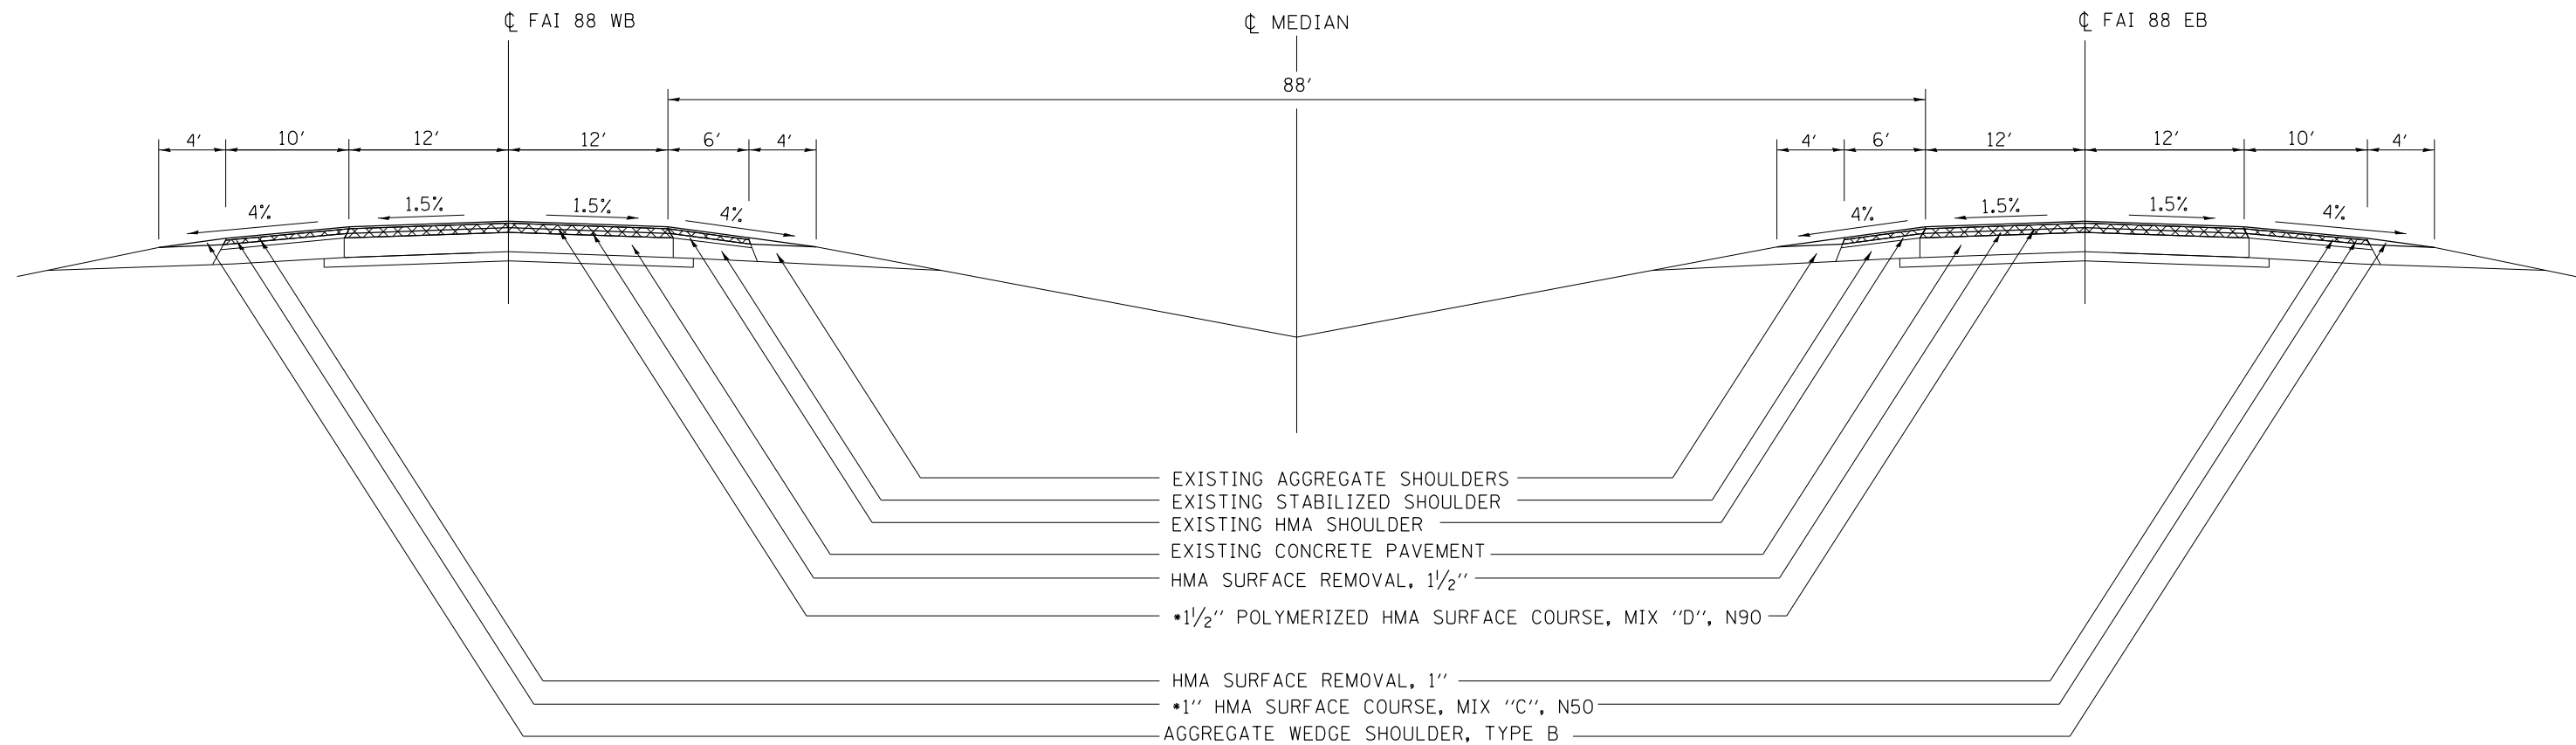 ℄ FAI 88 WB
℄ MEDIAN
℄ FAI 88 EB
88'
4' 10' 12' 12' 6' 4'
4' 6' 12' 12' 10' 4'
4% 1.5% 1.5% 4%
4% 1.5% 1.5% 4%
EXISTING AGGREGATE SHOULDERS
EXISTING STABILIZED SHOULDER
EXISTING HMA SHOULDER
EXISTING CONCRETE PAVEMENT
HMA SURFACE REMOVAL, 1½"
*1½" POLYMERIZED HMA SURFACE COURSE, MIX "D", N90
HMA SURFACE REMOVAL, 1"
*1" HMA SURFACE COURSE, MIX "C", N50
AGGREGATE WEDGE SHOULDER, TYPE B